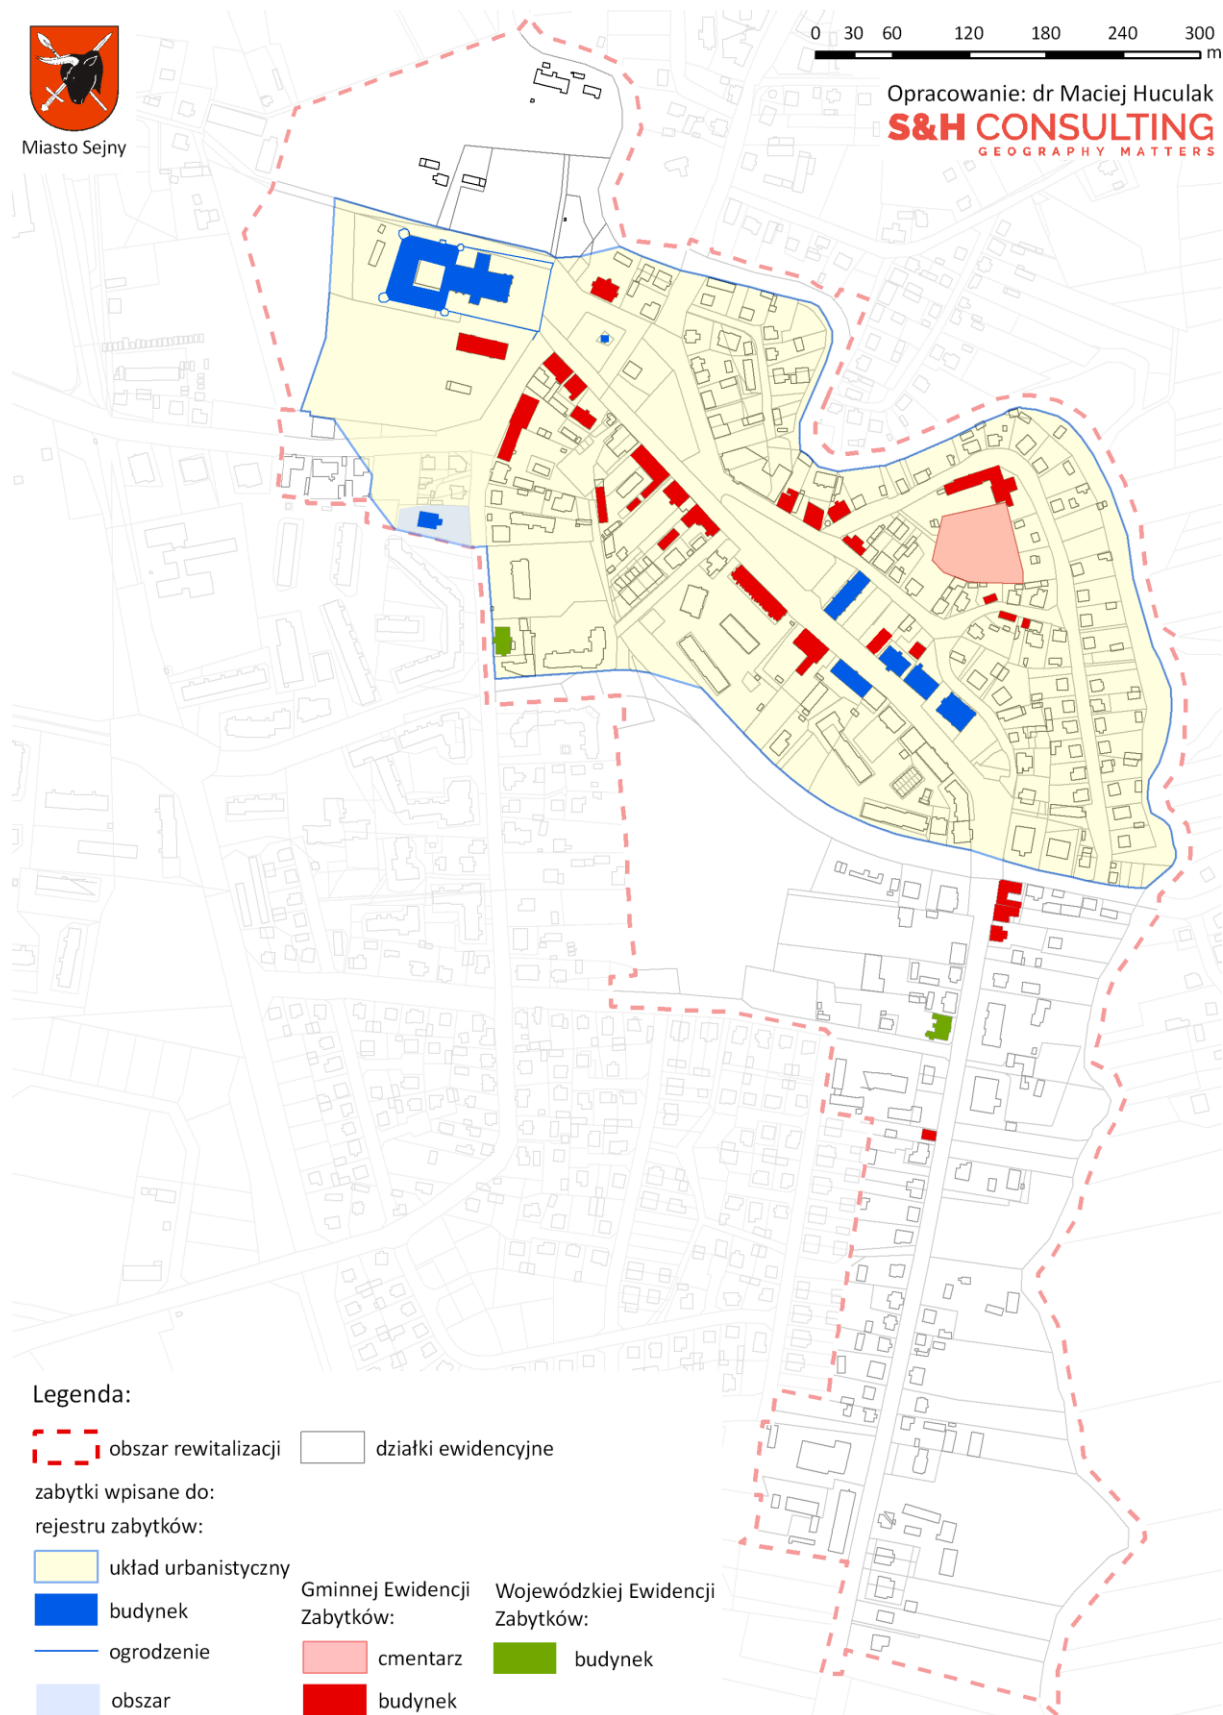 Miasto Sejny
0 30 60 120 180 240 300
m
Opracowanie: dr Maciej Huculak
S&H CONSULTING
GEOGRAPHY MATTERS
Legenda:
obszar rewitalizacji
działki ewidencyjne
zabytki wpisane do:
rejestru zabytków:
układ urbanistyczny
budynek
ogrodzenie
obszar
Gminnej Ewidencji
Zabytków:
cmentarz
budynek
Wojewódzkiej Ewidencji
Zabytków:
budynek